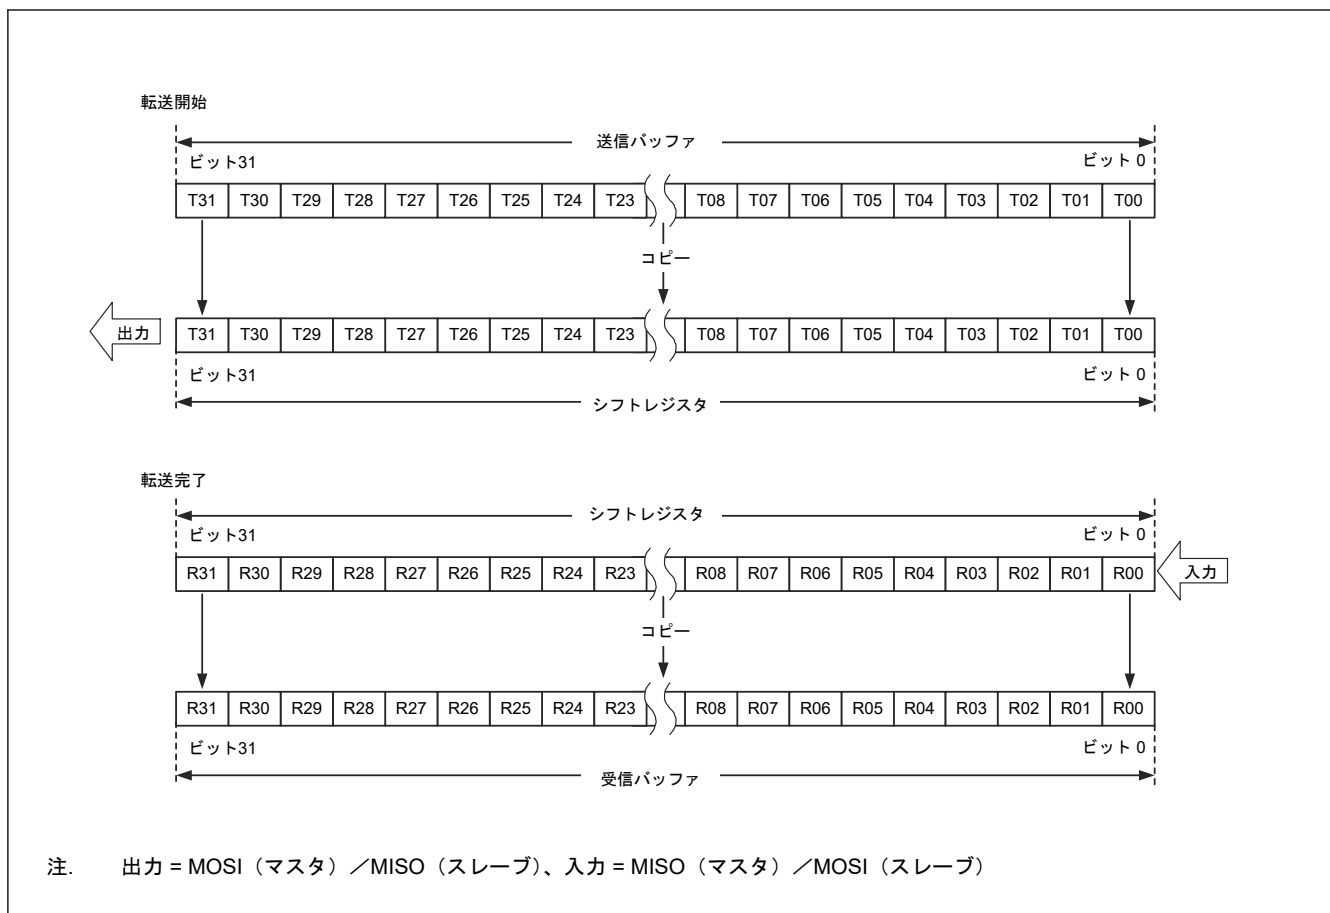 転送開始
送信バッファ
ビット31 ビット 0
T31 T30 T29 T28 T27 T26 T25 T24 T23 T08 T07 T06 T05 T04 T03 T02 T01 T00
コピー
出力
T31 T30 T29 T28 T27 T26 T25 T24 T23 T08 T07 T06 T05 T04 T03 T02 T01 T00
ビット31 ビット 0
シフトレジスタ
転送完了
シフトレジスタ
ビット31 ビット 0
R31 R30 R29 R28 R27 R26 R25 R24 R23 R08 R07 R06 R05 R04 R03 R02 R01 R00
入力
コピー
R31 R30 R29 R28 R27 R26 R25 R24 R23 R08 R07 R06 R05 R04 R03 R02 R01 R00
ビット31 ビット 0
受信バッファ
注. 出力 = MOSI（マスタ）／MISO（スレーブ）、入力 = MISO（マスタ）／MOSI（スレーブ）